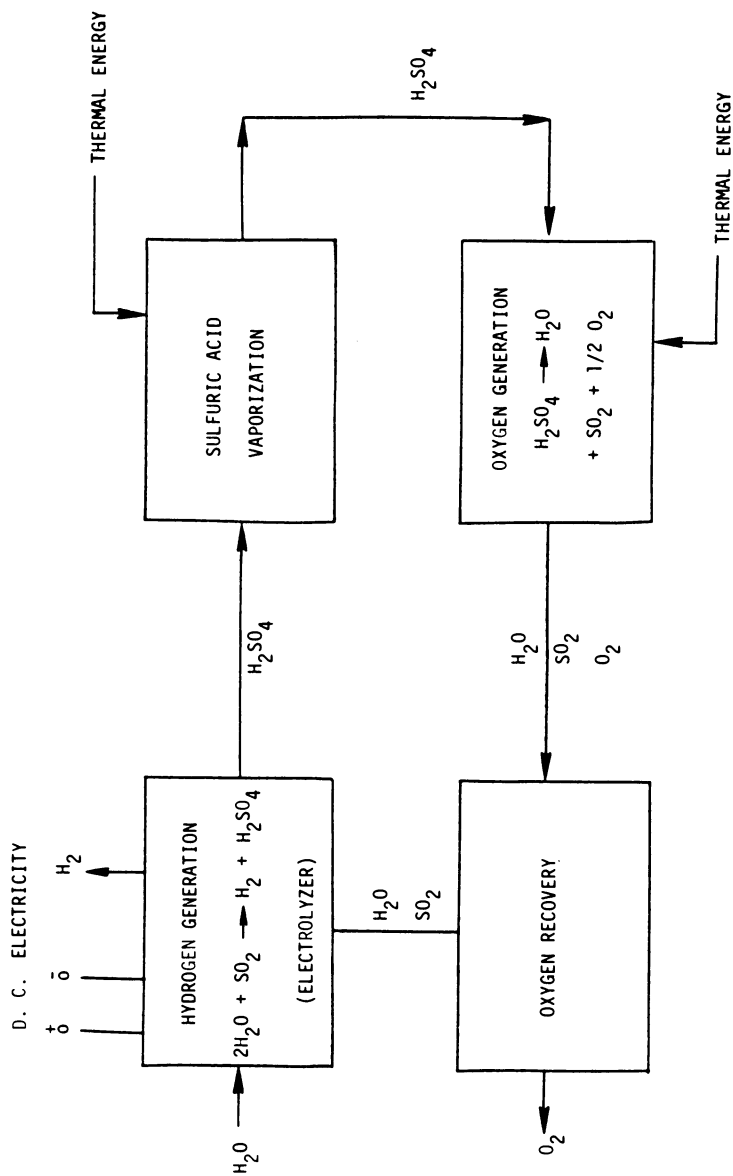 D. C. ELECTRICITY
+ −
o o
H₂
H₂O
HYDROGEN GENERATION
2H₂O + SO₂ → H₂ + H₂SO₄
(ELECTROLYZER)
H₂SO₄
THERMAL ENERGY
SULFURIC ACID
VAPORIZATION
H₂SO₄
OXYGEN GENERATION
H₂SO₄ → H₂O
+ SO₂ + 1/2 O₂
THERMAL ENERGY
H₂O
SO₂
O₂
OXYGEN RECOVERY
H₂O
SO₂
O₂